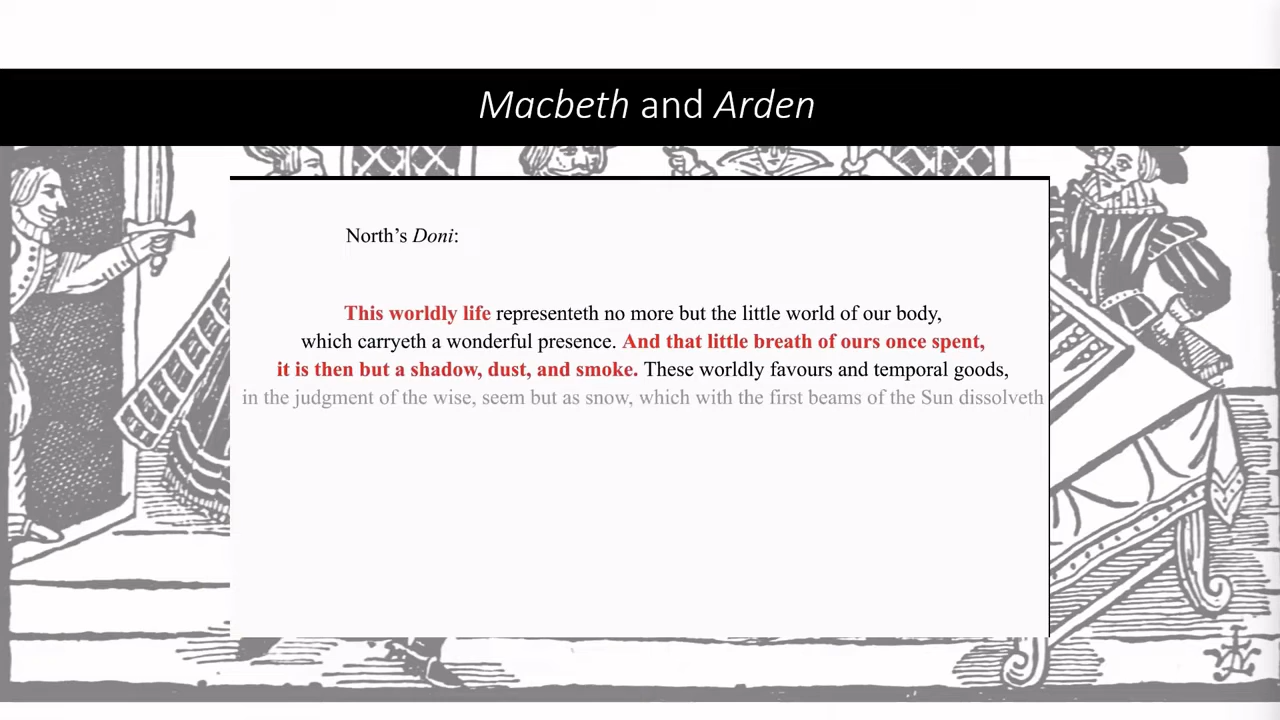 Macbeth and Arden
North’s Doni:
This worldly life representeth no more but the little world of our body,
which carryeth a wonderful presence. And that little breath of ours once spent,
it is then but a shadow, dust, and smoke. These worldly favours and temporal goods,
in the judgment of the wise, seem but as snow, which with the first beams of the Sun dissolveth